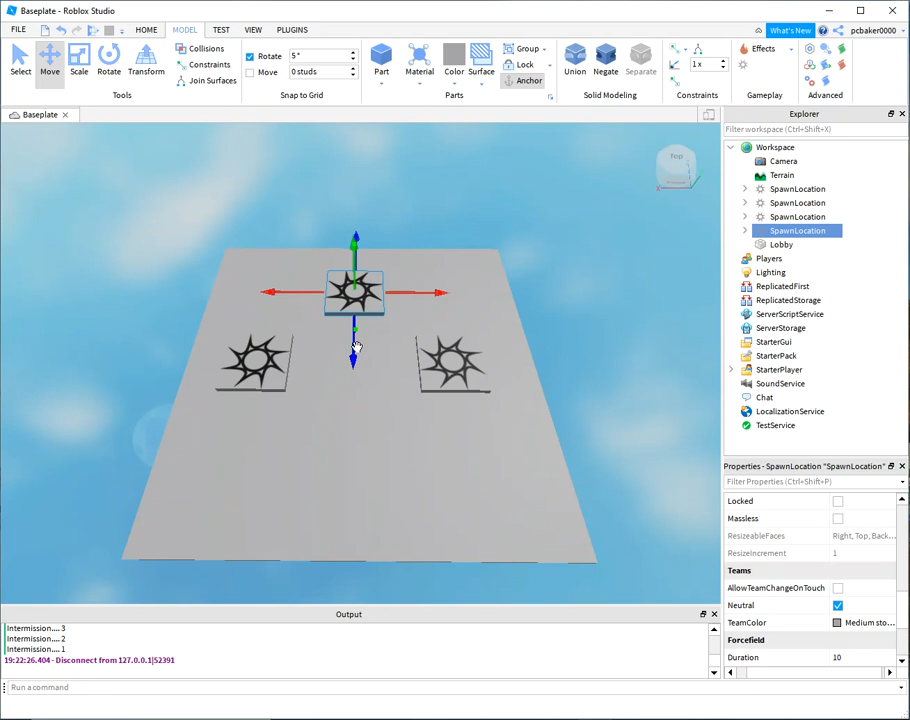 Baseplate - Roblox Studio
FILE HOME MODEL TEST VIEW PLUGINS What's New pcbaker0000
Select Move Scale Rotate Transform
Collisions
Constraints
Join Surfaces
Tools
Rotate 5°
Move 0 studs
Snap to Grid
Part Material Color Surface
Group
Lock
Anchor
Parts
Union Negate Separate
Solid Modeling
1 x
Constraints
Effects
Gameplay
Advanced
Baseplate
Top
Explorer
Filter workspace (Ctrl+Shift+X)
Workspace
Camera
Terrain
SpawnLocation
SpawnLocation
SpawnLocation
SpawnLocation
Lobby
Players
Lighting
ReplicatedFirst
ReplicatedStorage
ServerScriptService
ServerStorage
StarterGui
StarterPack
StarterPlayer
SoundService
Chat
LocalizationService
TestService
Properties - SpawnLocation "SpawnLocation"
Filter Properties (Ctrl+Shift+P)
Locked
Massless
ResizeableFaces Right, Top, Back...
ResizeIncrement 1
Teams
AllowTeamChangeOnTouch
Neutral
TeamColor Medium sto...
Forcefield
Duration 10
Output
Intermission.... 3
Intermission.... 2
Intermission.... 1
19:22:26.404 - Disconnect from 127.0.0.1|52391
Run a command